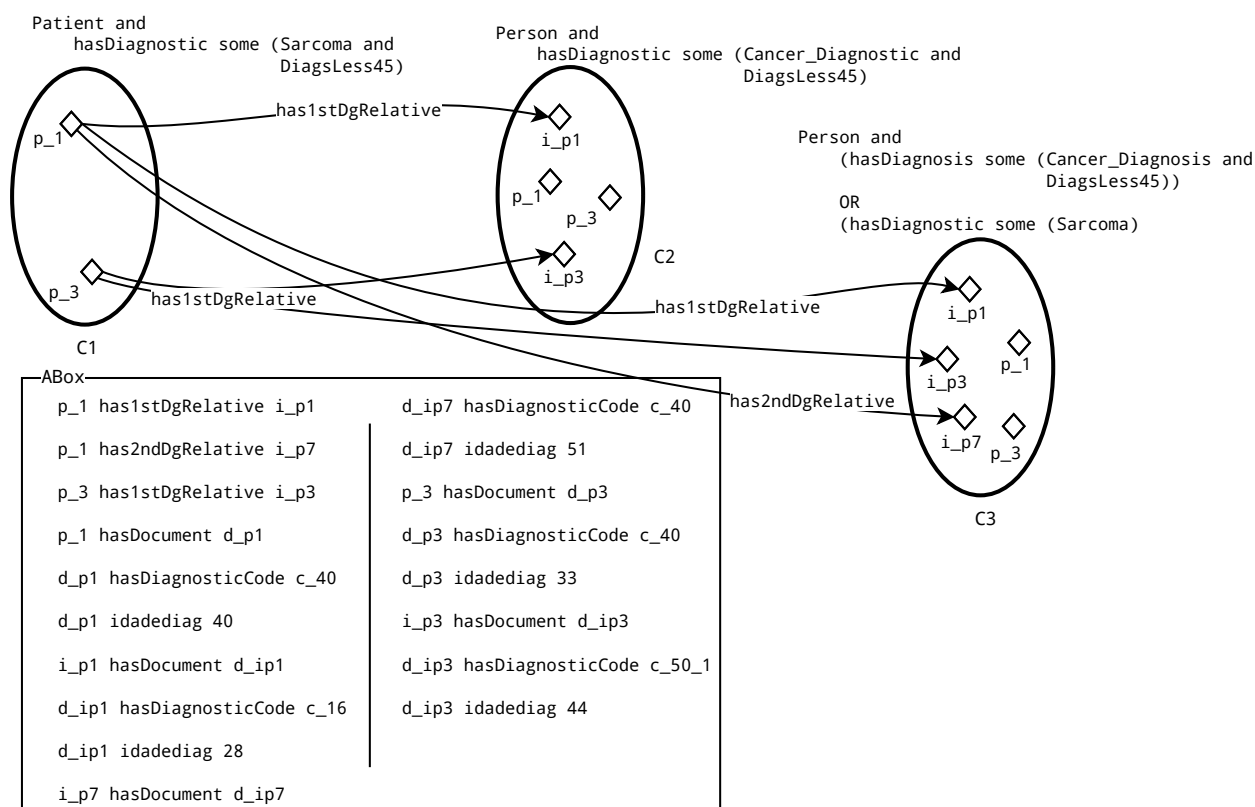 Patient and
hasDiagnostic some (Sarcoma and
DiagsLess45)
Person and
hasDiagnostic some (Cancer_Diagnostic and
DiagsLess45)
has1stDgRelative
p_1
i_p1
Person and
(hasDiagnosis some (Cancer_Diagnosis and
DiagsLess45))
OR
(hasDiagnostic some (Sarcoma)
p_1
p_3
C2
i_p3
p_3
has1stDgRelative
has1stDgRelative
i_p1
C1
p_1
i_p3
has2ndDgRelative
i_p7
p_3
C3
ABox
p_1 has1stDgRelative i_p1
p_1 has2ndDgRelative i_p7
p_3 has1stDgRelative i_p3
p_1 hasDocument d_p1
d_p1 hasDiagnosticCode c_40
d_p1 idadediag 40
i_p1 hasDocument d_ip1
d_ip1 hasDiagnosticCode c_16
d_ip1 idadediag 28
i_p7 hasDocument d_ip7
d_ip7 hasDiagnosticCode c_40
d_ip7 idadediag 51
p_3 hasDocument d_p3
d_p3 hasDiagnosticCode c_40
d_p3 idadediag 33
i_p3 hasDocument d_ip3
d_ip3 hasDiagnosticCode c_50_1
d_ip3 idadediag 44